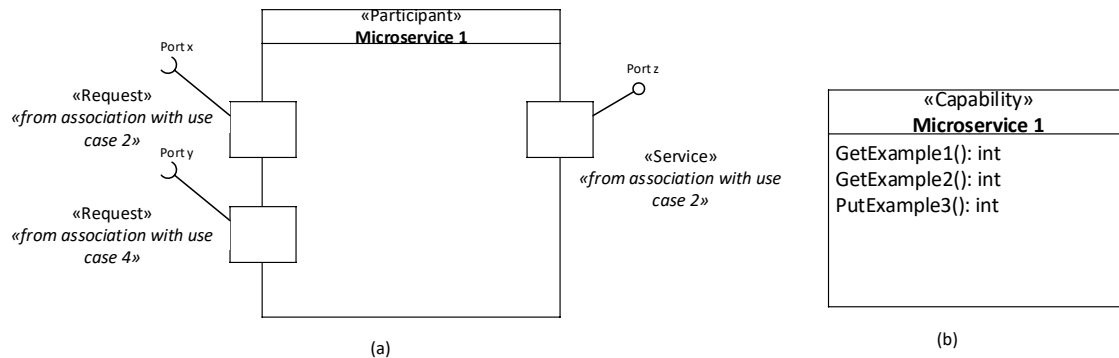 «Participant»
Microservice 1
Port x
«Request»
«from association with use
case 2»
Port y
«Request»
«from association with use
case 4»
Port z
«Service»
«from association with use
case 2»
(a)
«Capability»
Microservice 1
GetExample1(): int
GetExample2(): int
PutExample3(): int
(b)